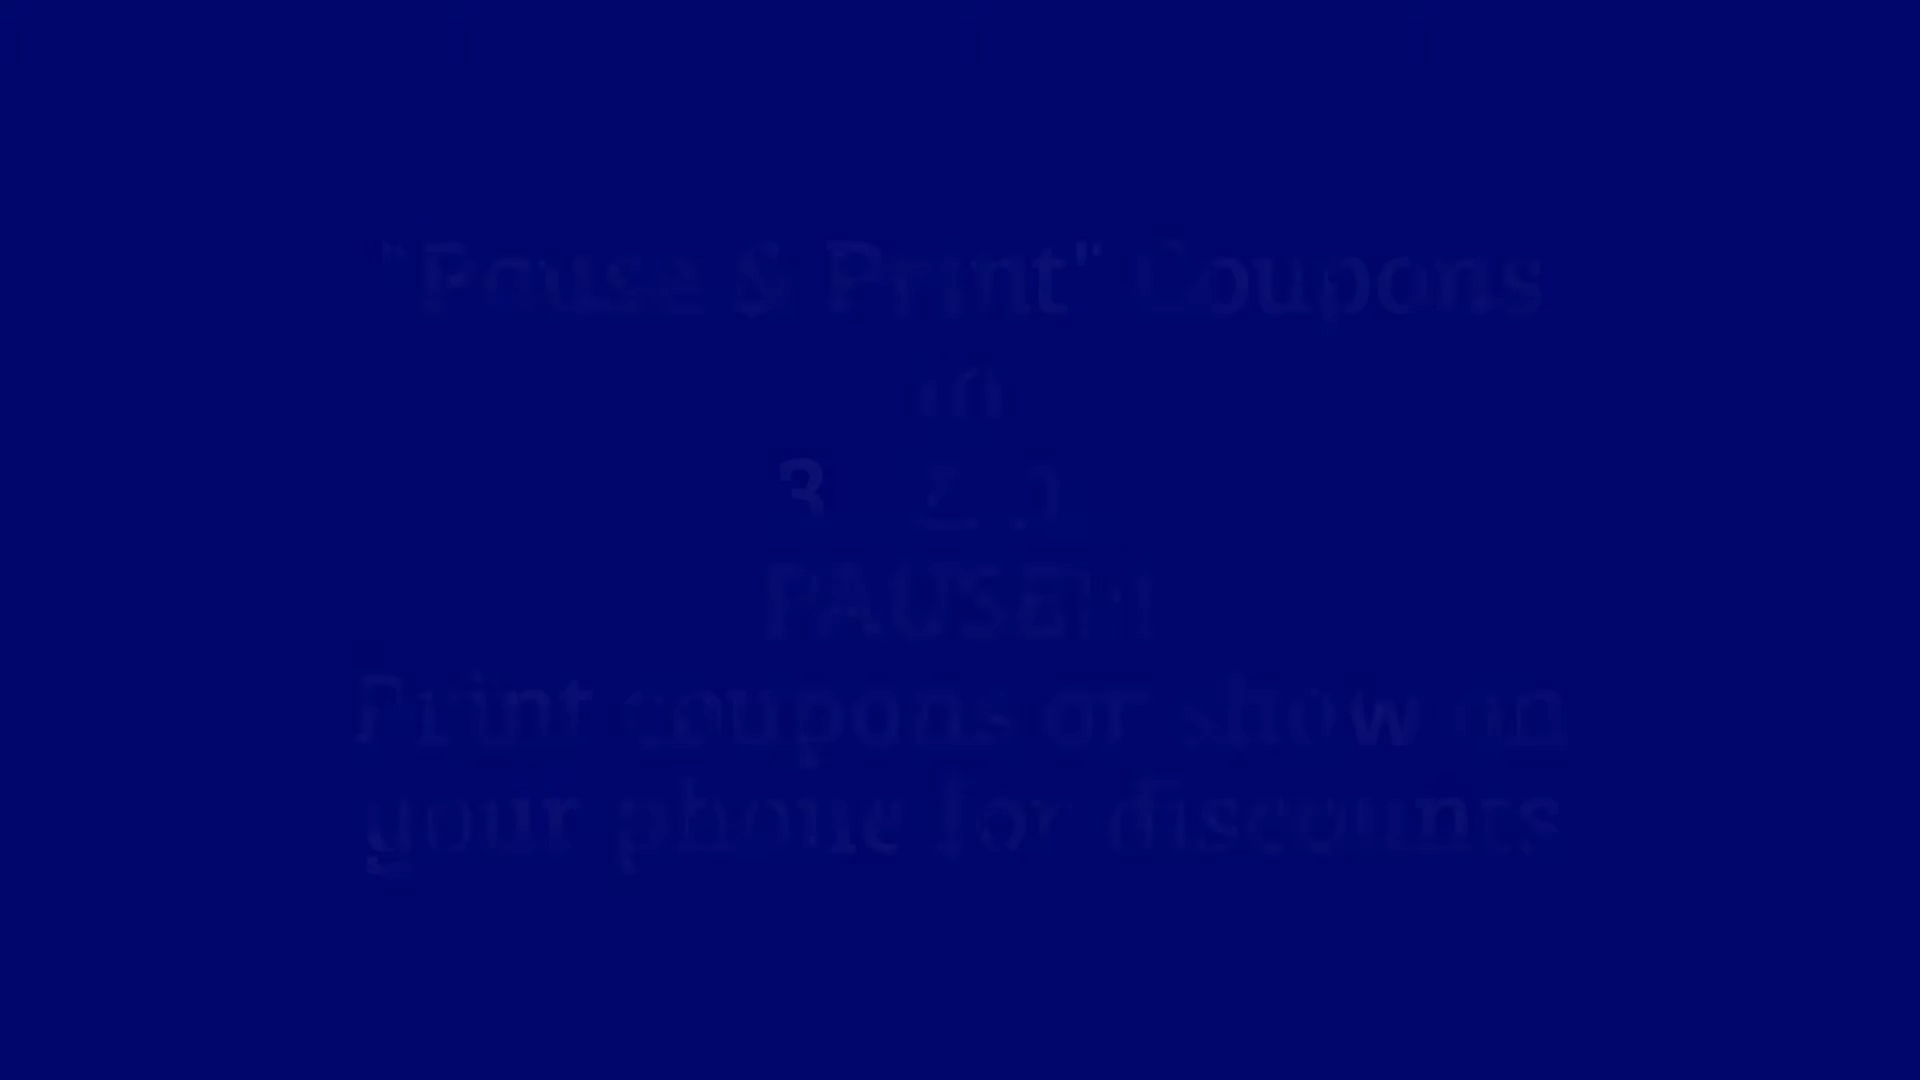 "Pause & Print" Coupons
in
3 2 1
PAUSE!!!
Print coupons or show on
your phone for discounts